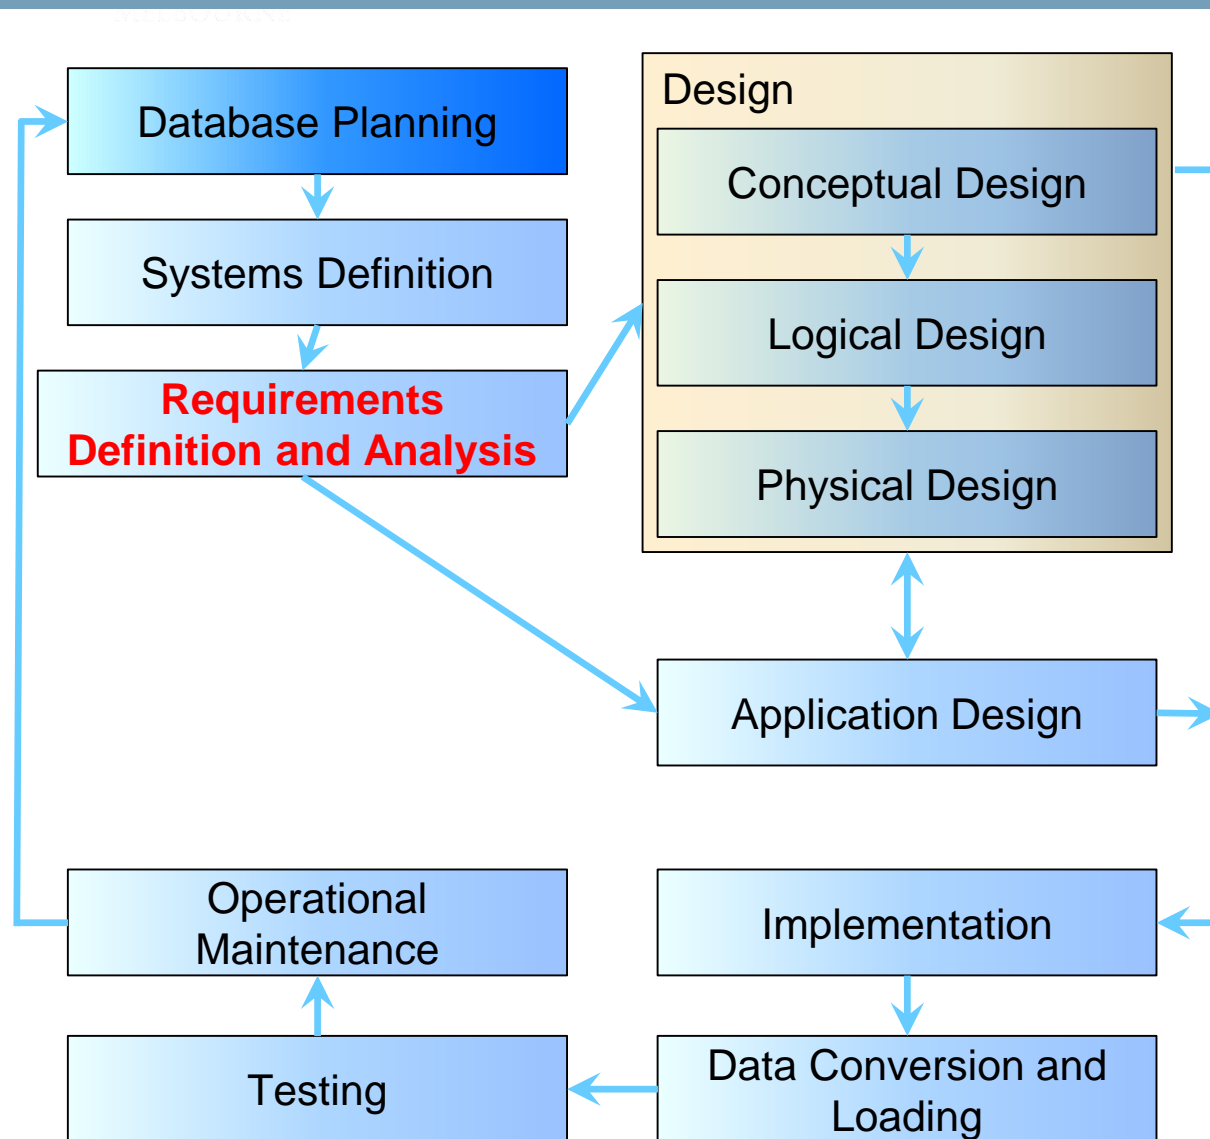 Database Planning
Systems Definition
Requirements
Definition and Analysis
Design
Conceptual Design
Logical Design
Physical Design
Application Design
Operational
Maintenance
Implementation
Testing
Data Conversion and
Loading